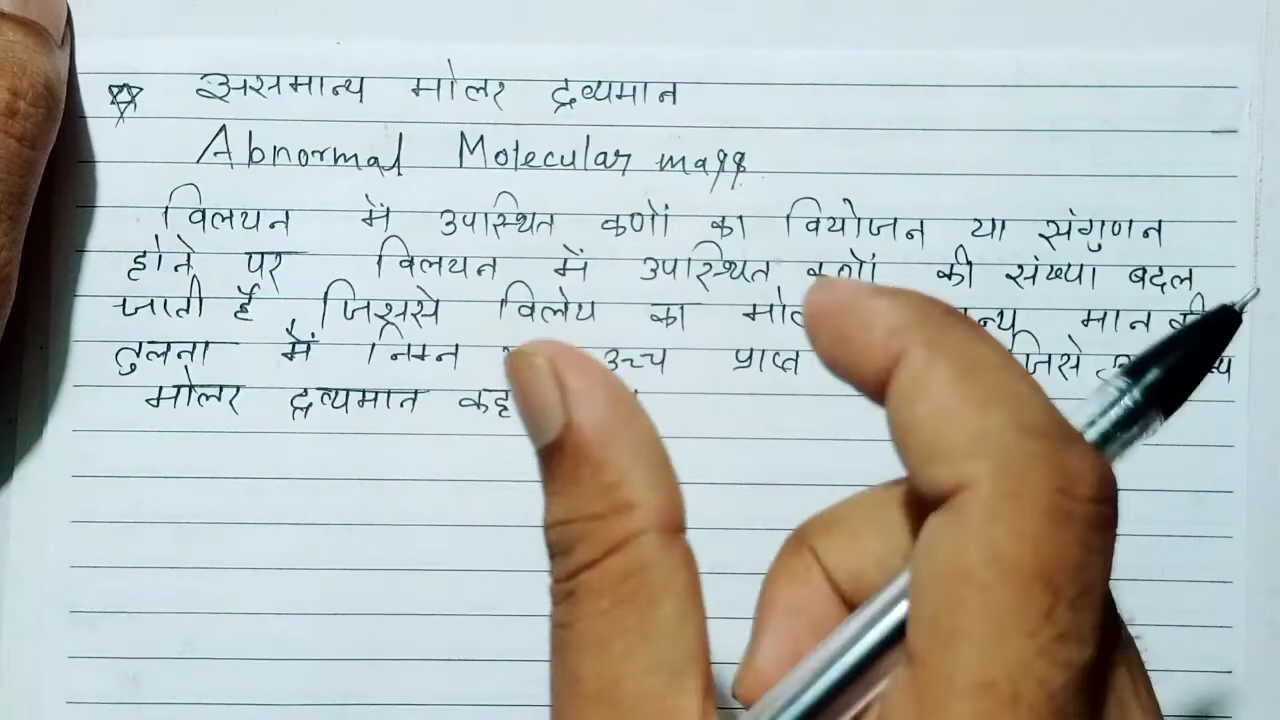 असमान्य मोलर द्रव्यमान
Abnormal Molecular mass
विलयन में उपस्थित कणों का वियोजन या संगुणन
होने पर विलयन में उपस्थित कणों की संख्या बदल
जाती हैं, जिससे विलेय का मान की
तुलना में निम्न उच्च प्राप्त जिसे
मोलर द्रव्यमान